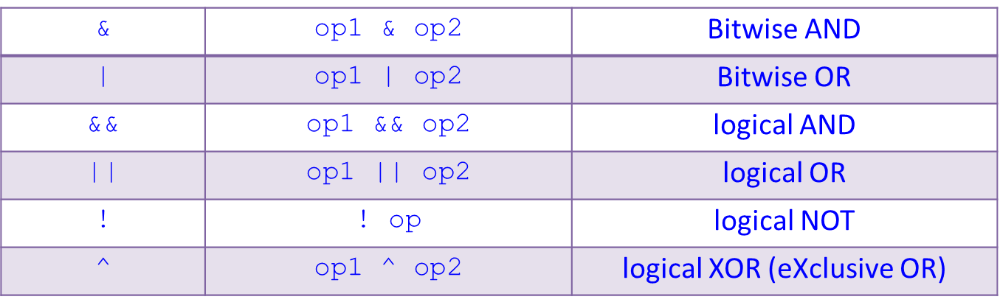 & op1 & op2 Bitwise AND
| op1 | op2 Bitwise OR
&& op1 && op2 logical AND
|| op1 || op2 logical OR
! ! op logical NOT
^ op1 ^ op2 logical XOR (eXclusive OR)